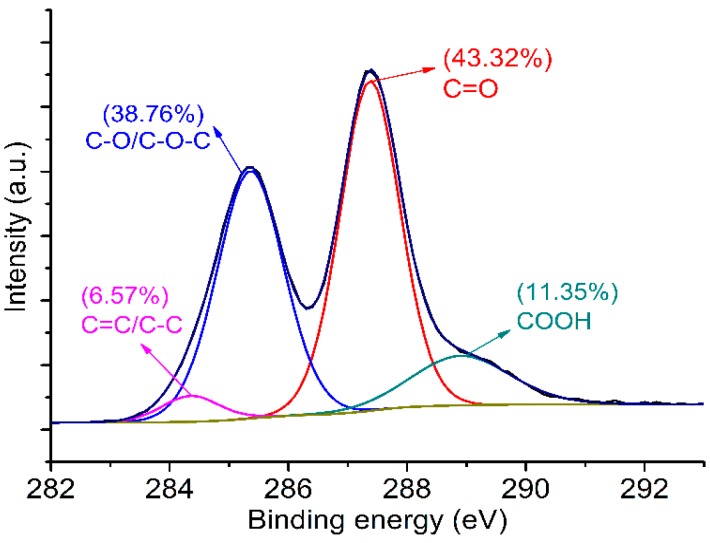 (43.32%)
C=O
(38.76%)
C-O/C-O-C
(6.57%)
C=C/C-C
(11.35%)
COOH
Intensity (a.u.)
282 284 286 288 290 292
Binding energy (eV)